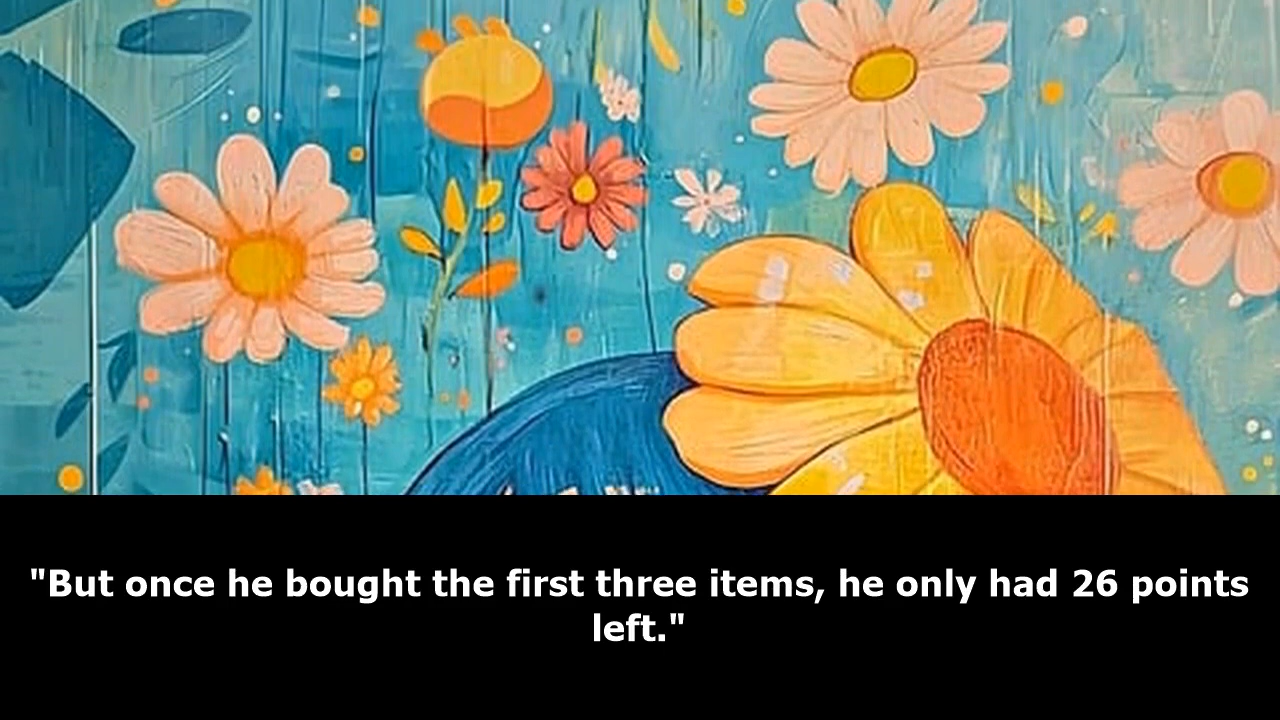 "But once he bought the first three items, he only had 26 points
left."